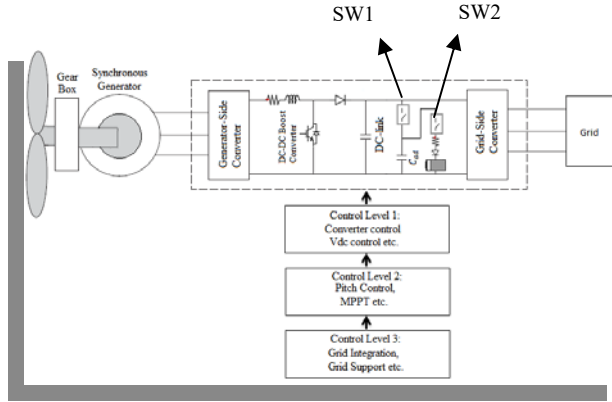 SW1
SW2
Gear
Box
Synchronous
Generator
Generator-Side
Converter
DC-DC Boost
Converter
DC-link
Grid-Side
Converter
Grid
Control Level 1:
Converter control
Vdc control etc.
Control Level 2:
Pitch Control,
MPPT etc.
Control Level 3:
Grid Integration,
Grid Support etc.